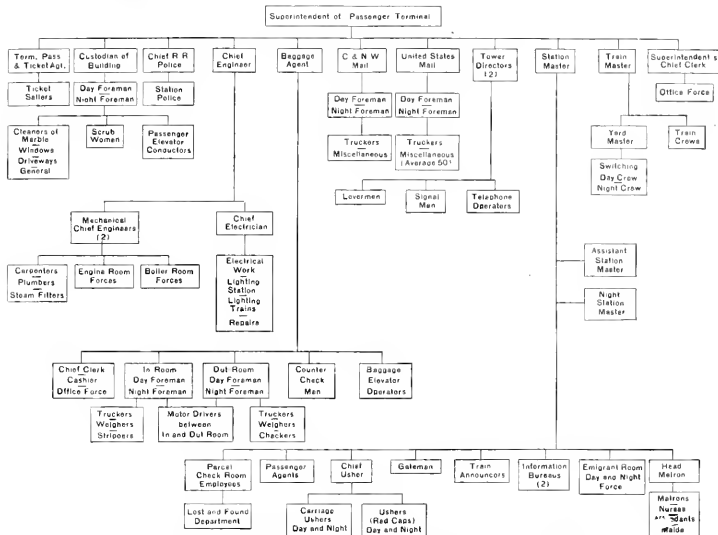 Superintendent of Passenger Terminal
Term, Pass
& Ticket Agt.
Custodian of
Building
Chief R R
Police
Chief
Engineer
Baggage
Agent
C & N W
Mail
United States
Mail
Tower
Directors
(2)
Station
Master
Train
Master
Superintendent s
Chief Clerk
Ticket
Sellers
Day Foreman
Night Foreman
Station
Police
Day Foreman
Night Foreman
Day Foreman
Night Foreman
Office Force
Cleaners of
Marble
Windows
Driveways
General
Scrub
Women
Passenger
Elevator
Conductors
Truckers
Miscellaneous
Truckers
Miscellaneous
(Average 50)
Yard
Master
Train
Crews
Switching
Day Crew
Night Crew
Levermen
Signal
Men
Telephone
Operators
Mechanical
Chief Engineers
(2)
Chief
Electrician
Assistant
Station
Master
Carpenters
Plumbers
Steam Fitters
Engine Room
Forces
Boiler Room
Forces
Electrical
Work
Lighting
Station
Lighting
Trains
Repairs
Night
Station
Master
Chief Clerk
Cashier
Office Force
In Room
Day Foreman
Night Foreman
Out Room
Day Foreman
Night Foreman
Counter
Check
Man
Baggage
Elevator
Operators
Truckers
Weighers
Strippers
Motor Drivers
between
In and Out Room
Truckers
Weighers
Checkers
Parcel
Check Room
Employees
Passenger
Agents
Chief
Usher
Gateman
Train
Announcers
Information
Bureaus
(2)
Emigrant Room
Day and Night
Force
Head
Matron
Lost and Found
Department
Carriage
Ushers
Day and Night
Ushers
(Red Caps)
Day and Night
Matrons
Nurses
Maids